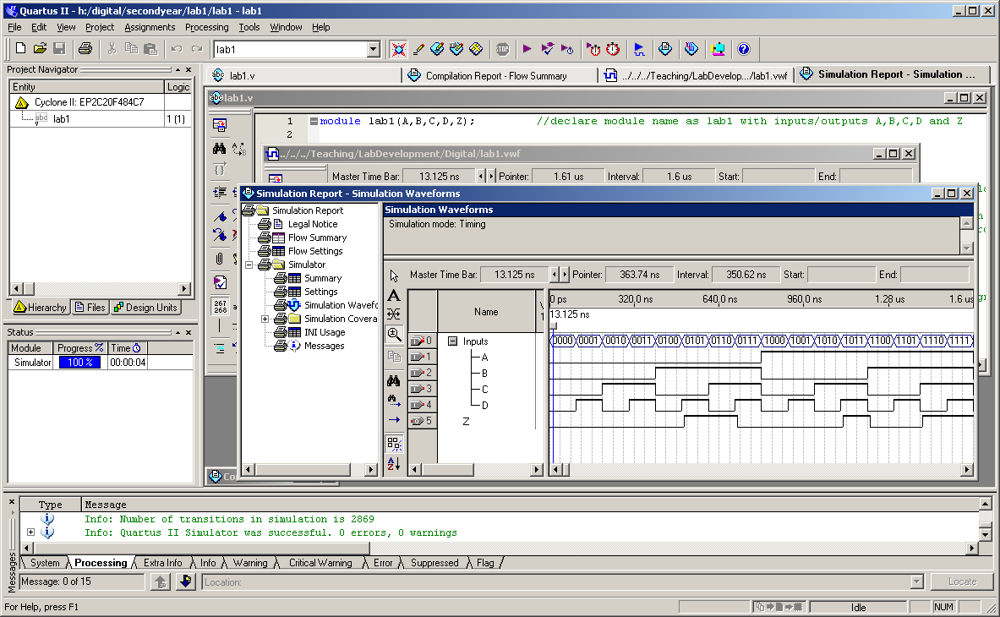 Quartus II - h:/digital/secondyear/lab1/lab1 - lab1
File Edit View Project Assignments Processing Tools Window Help
lab1
STOP
Project Navigator
Entity Logic
Cyclone II: EP2C20F484C7
abc lab1 1 (1)
Hierarchy Files Design Units
Status
Module Progress % Time
Simulator 100 % 00:00:04
abc lab1.v Compilation Report - Flow Summary ../../../Teaching/LabDevelop.../lab1.vwf Simulation Report - Simulation ...
abc lab1.v
1 module lab1(A,B,C,D,Z); //declare module name as lab1 with inputs/outputs A,B,C,D and Z
2
267
268
../../../Teaching/LabDevelopment/Digital/lab1.vwf
Master Time Bar: 13.125 ns Pointer: 1.61 us Interval: 1.6 us Start: End:
Simulation Report - Simulation Waveforms
Simulation Report
Legal Notice
Flow Summary
Flow Settings
Simulator
Summary
Settings
Simulation Wavefo
Simulation Covera
INI Usage
Messages
Simulation Waveforms
Simulation mode: Timing
Master Time Bar: 13.125 ns Pointer: 363.74 ns Interval: 350.62 ns Start: End:
Name
0 ps 320.0 ns 640.0 ns 960.0 ns 1.28 us 1.6 us
13.125 ns
0 Inputs 0000 0001 0010 0011 0100 0101 0110 0111 1000 1001 1010 1011 1100 1101 1110 1111
1 A
2 B
3 C
4 D
5 Z
Type Message
Info: Number of transitions in simulation is 2869
Info: Quartus II Simulator was successful. 0 errors, 0 warnings
System Processing Extra Info Info Warning Critical Warning Error Suppressed Flag
Messages
Message: 0 of 15 Location: Locate
For Help, press F1 Idle NUM